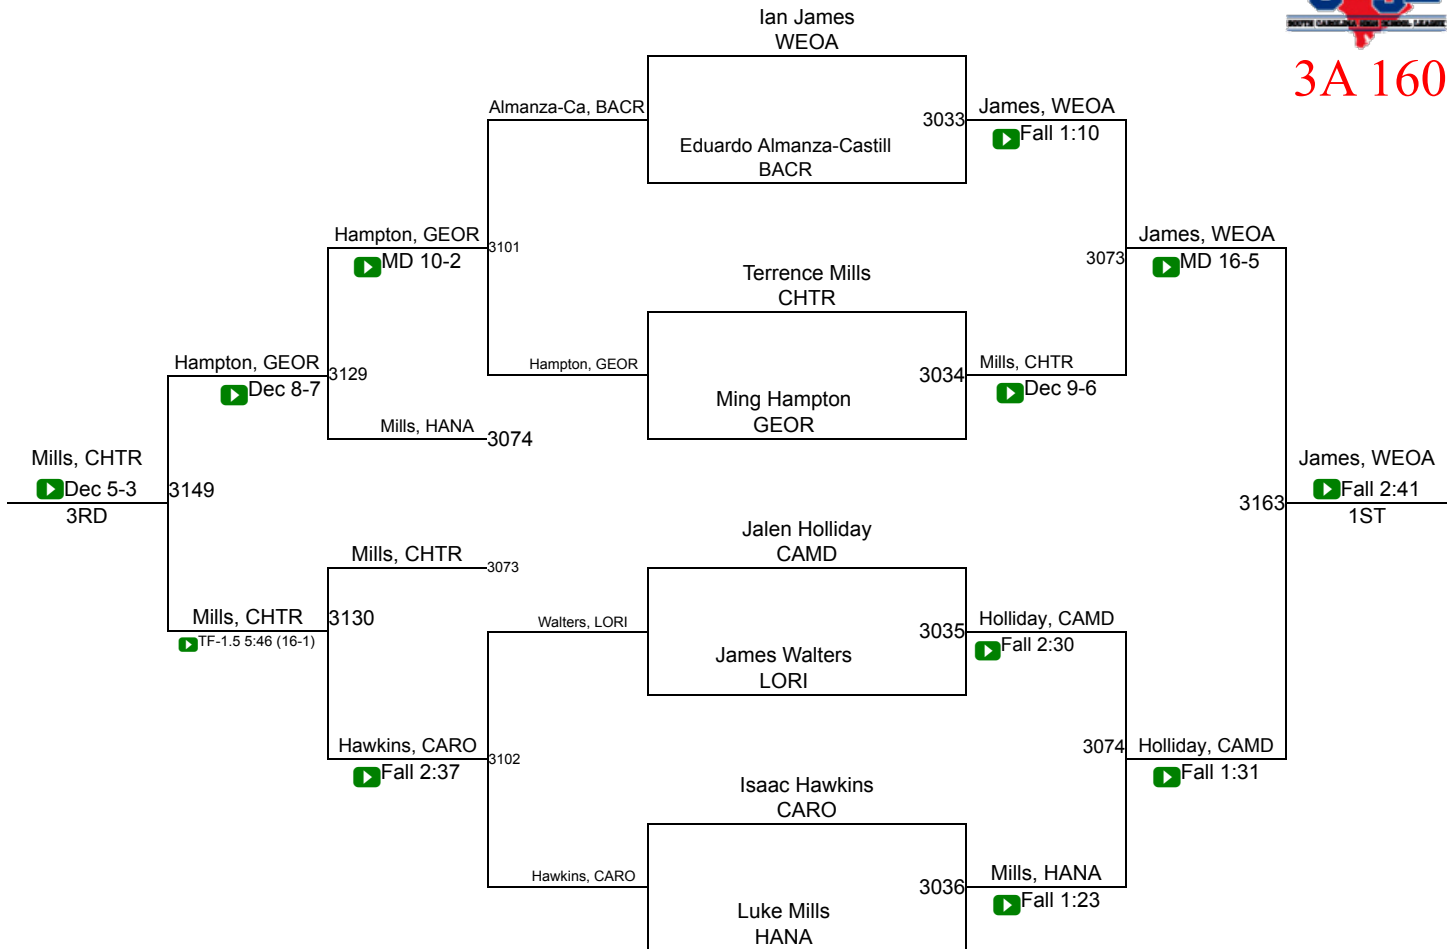 SOUTH CAROLINA HIGH SCHOOL LEAGUE
3A 160
Ian James
WEOA
Almanza-Ca, BACR
3033
James, WEOA
Fall 1:10
Eduardo Almanza-Castill
BACR
Hampton, GEOR
MD 10-2
3101
James, WEOA
MD 16-5
3073
Terrence Mills
CHTR
Hampton, GEOR
Dec 8-7
3129
Hampton, GEOR
3034
Mills, CHTR
Dec 9-6
Ming Hampton
GEOR
Mills, HANA
3074
Mills, CHTR
Dec 5-3
3RD
3149
3163
James, WEOA
Fall 2:41
1ST
Jalen Holliday
CAMD
Mills, CHTR
3073
Mills, CHTR
TF-1.5 5:46 (16-1)
3130
Walters, LORI
3035
Holliday, CAMD
Fall 2:30
James Walters
LORI
Hawkins, CARO
Fall 2:37
3102
3074
Holliday, CAMD
Fall 1:31
Isaac Hawkins
CARO
Hawkins, CARO
3036
Mills, HANA
Fall 1:23
Luke Mills
HANA